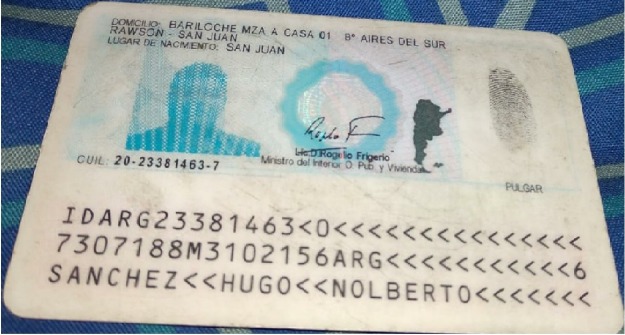 DOMICILIO: BARILOCHE MZA A CASA 01 Bº AIRES DEL SUR
RAWSON - SAN JUAN
LUGAR DE NACIMIENTO: SAN JUAN
Lic. D. Rogelio Frigerio
Ministro del Interior, O. Pub. y Vivienda
CUIL: 20-23381463-7
PULGAR
IDARG23381463<0<<<<<<<<<<<<<<<
7307188M3102156ARG<<<<<<<<<<<6
SANCHEZ<<HUGO<<NOLBERTO<<<<<<<